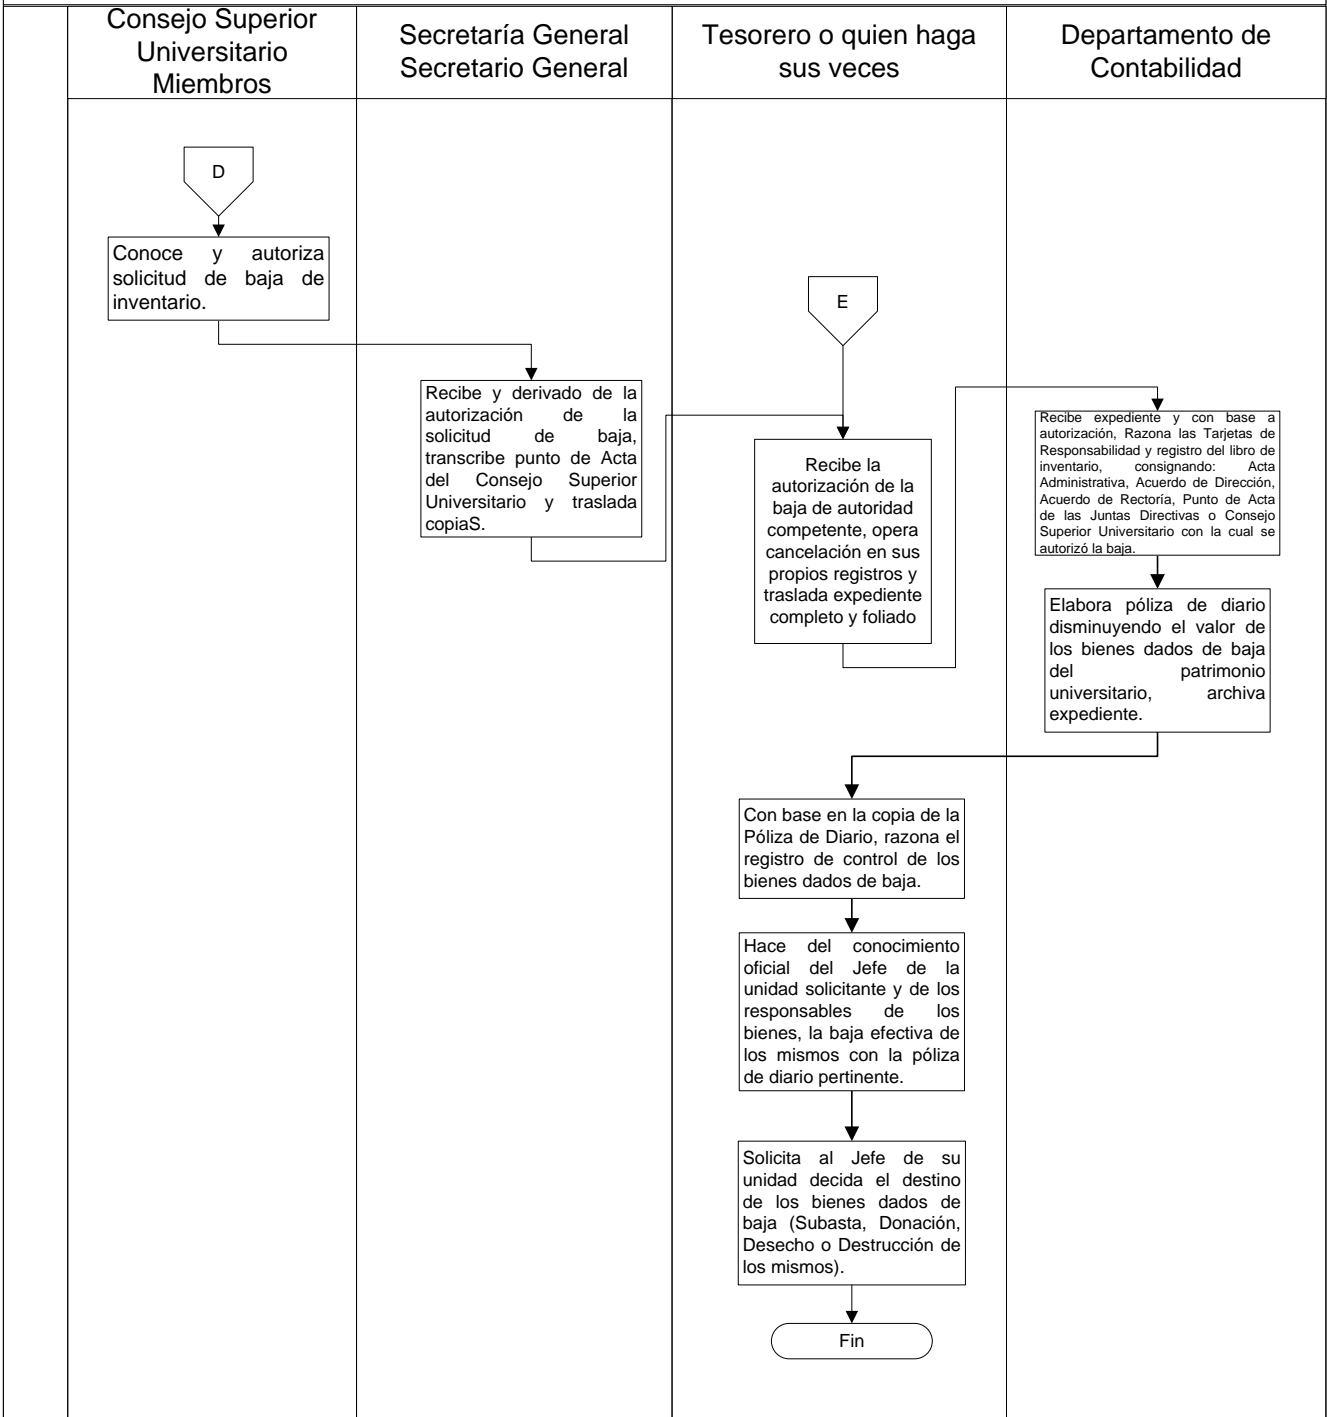 Consejo Superior
Universitario
Miembros
Secretaría General
Secretario General
Tesorero o quien haga
sus veces
Departamento de
Contabilidad
D
Conoce y autoriza
solicitud de baja de
inventario.
E
Recibe y derivado de la
autorización de la
solicitud de baja,
transcribe punto de Acta
del Consejo Superior
Universitario y traslada
copiaS.
Recibe la
autorización de la
baja de autoridad
competente, opera
cancelación en sus
propios registros y
traslada expediente
completo y foliado
Recibe expediente y con base a
autorización, Razona las Tarjetas de
Responsabilidad y registro del libro de
inventario, consignando: Acta
Administrativa, Acuerdo de Dirección,
Acuerdo de Rectoría, Punto de Acta
de las Juntas Directivas o Consejo
Superior Universitario con la cual se
autorizó la baja.
Elabora póliza de diario
disminuyendo el valor de
los bienes dados de baja
del patrimonio
universitario, archiva
expediente.
Con base en la copia de la
Póliza de Diario, razona el
registro de control de los
bienes dados de baja.
Hace del conocimiento
oficial del Jefe de la
unidad solicitante y de los
responsables de los
bienes, la baja efectiva de
los mismos con la póliza
de diario pertinente.
Solicita al Jefe de su
unidad decida el destino
de los bienes dados de
baja (Subasta, Donación,
Desecho o Destrucción de
los mismos).
Fin